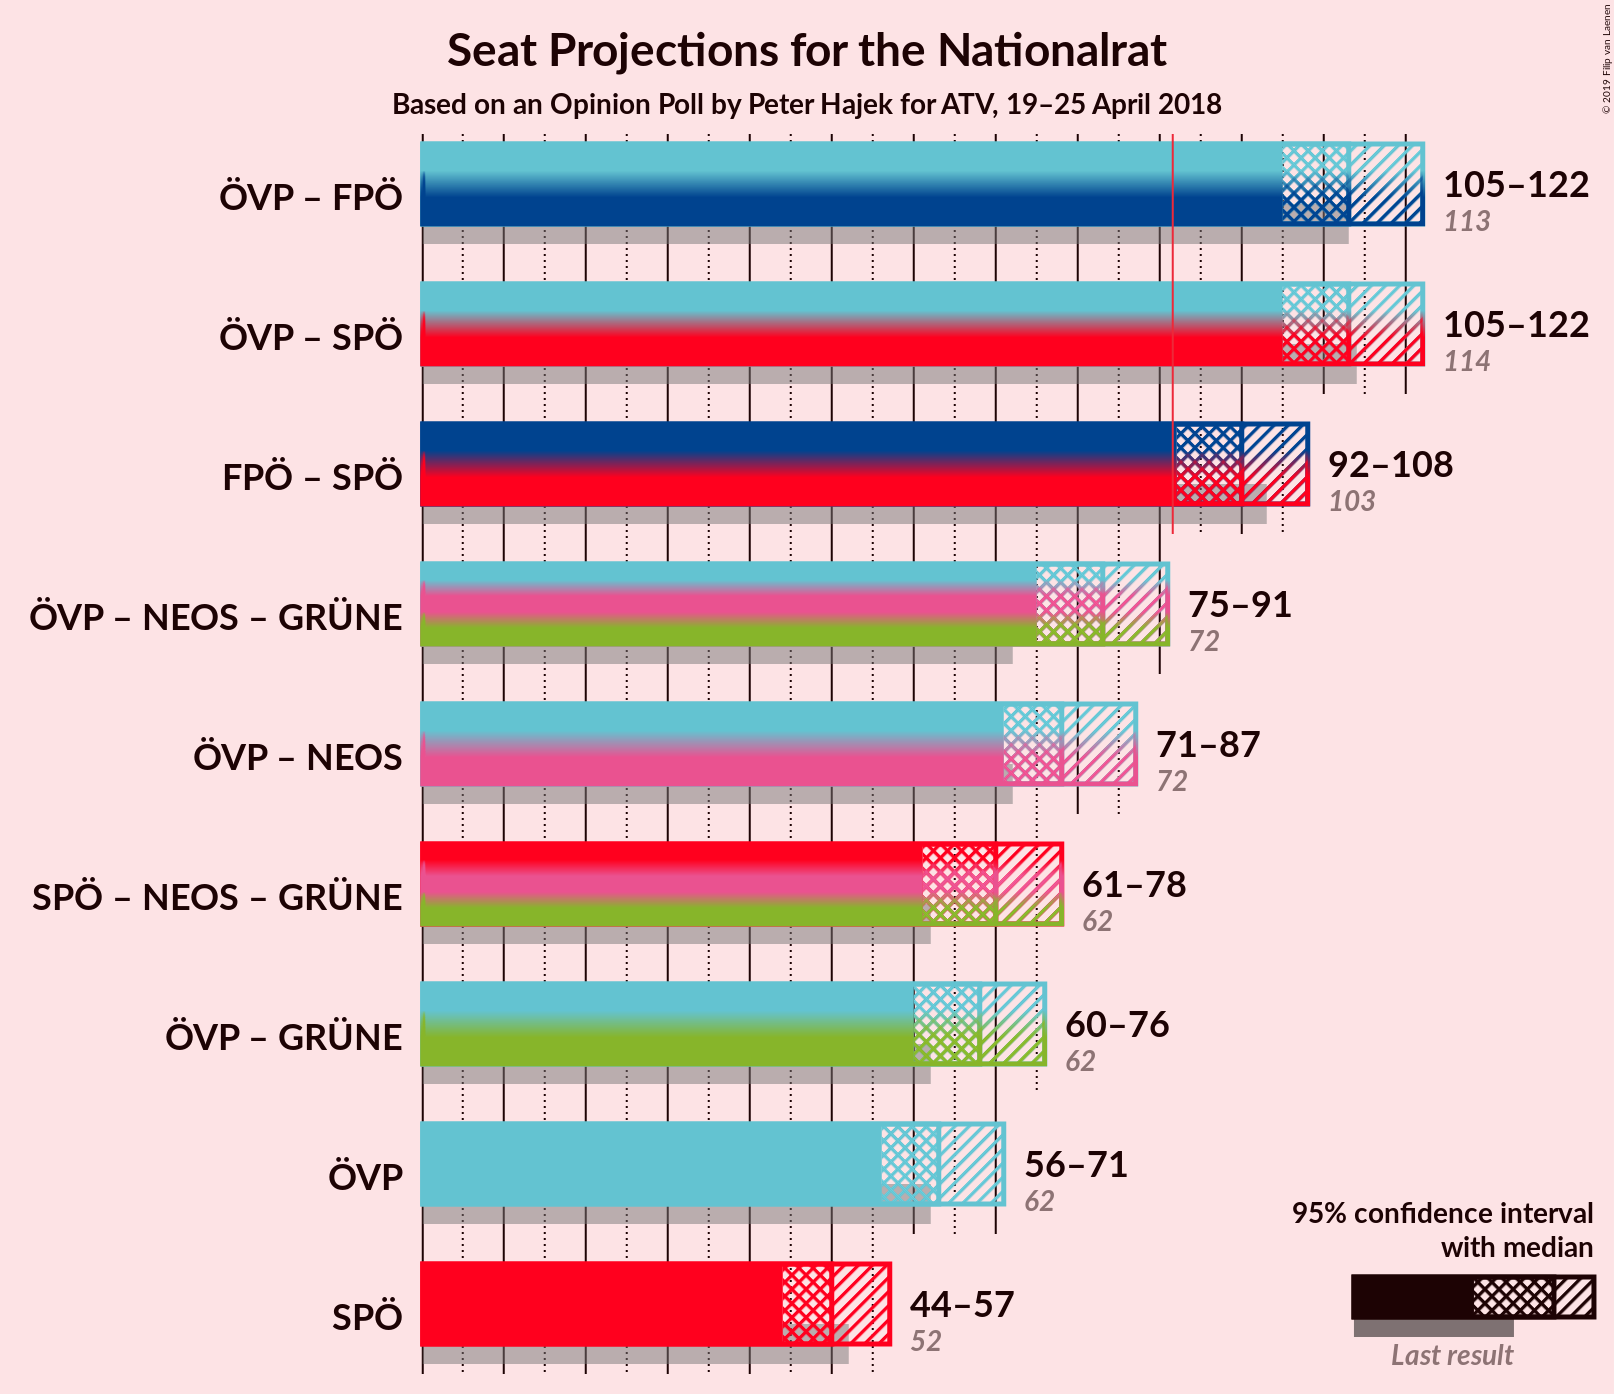 Seat Projections for the Nationalrat
Based on an Opinion Poll by Peter Hajek for ATV, 19–25 April 2018
© 2019 Filip van Laenen
ÖVP – FPÖ
105–122
113
ÖVP – SPÖ
105–122
114
FPÖ – SPÖ
92–108
103
ÖVP – NEOS – GRÜNE
75–91
72
ÖVP – NEOS
71–87
72
SPÖ – NEOS – GRÜNE
61–78
62
ÖVP – GRÜNE
60–76
62
ÖVP
56–71
62
SPÖ
44–57
52
95% confidence interval
with median
Last result